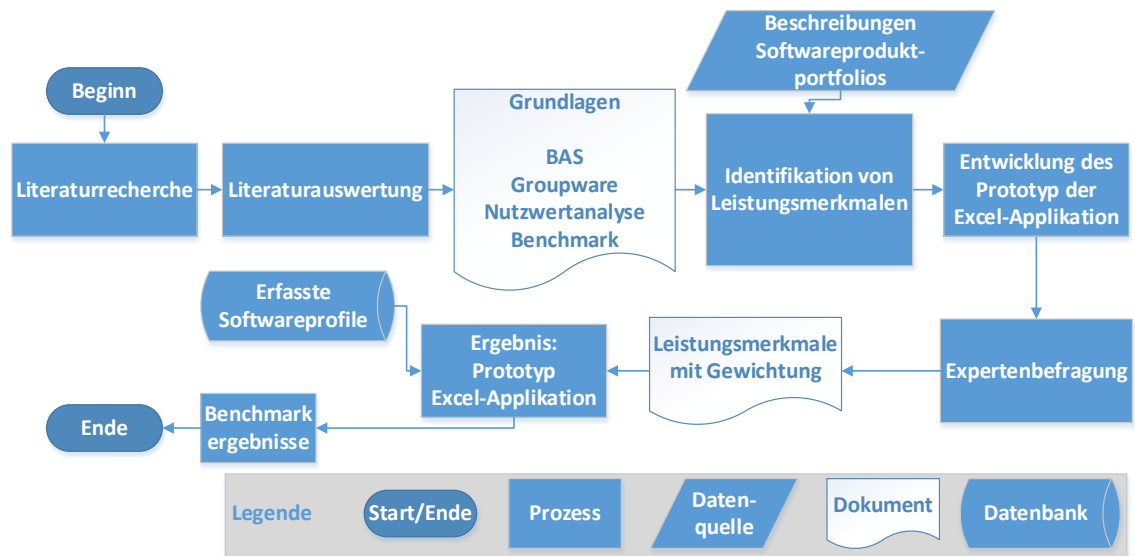 Beginn
Literaturrecherche
Literaturauswertung
Grundlagen
BAS
Groupware
Nutzwertanalyse
Benchmark
Beschreibungen
Softwareprodukt-
portfolios
Identifikation von
Leistungsmerkmalen
Entwicklung des
Prototyp der
Excel-Applikation
Expertenbefragung
Leistungsmerkmale
mit Gewichtung
Erfasste
Softwareprofile
Ergebnis:
Prototyp
Excel-Applikation
Benchmark
ergebnisse
Ende
Legende
Start/Ende
Prozess
Daten-
quelle
Dokument
Datenbank